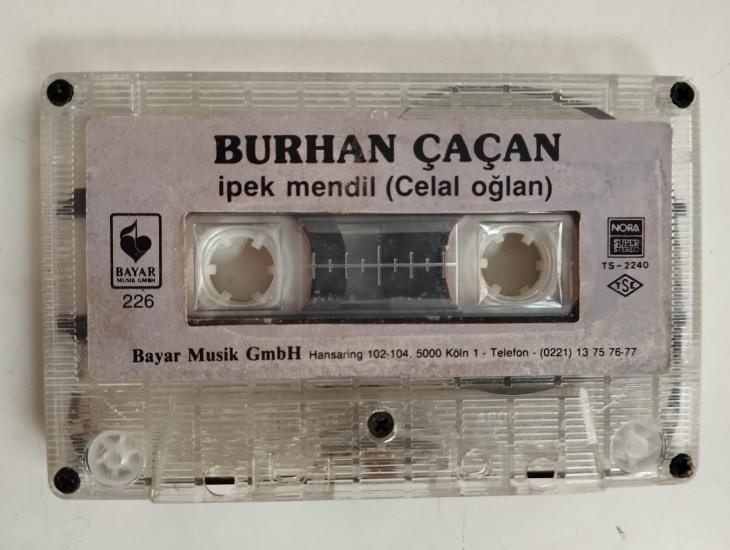 BURHAN ÇAÇAN
ipek mendil (Celal oğlan)
BAYAR
MUSIK GMBH
226
NORA
SUPER
STEREO
TS-2240
TSE
Bayar Musik GmbH Hansaring 102-104, 5000 Köln 1 - Telefon - (0221) 13 75 76-77